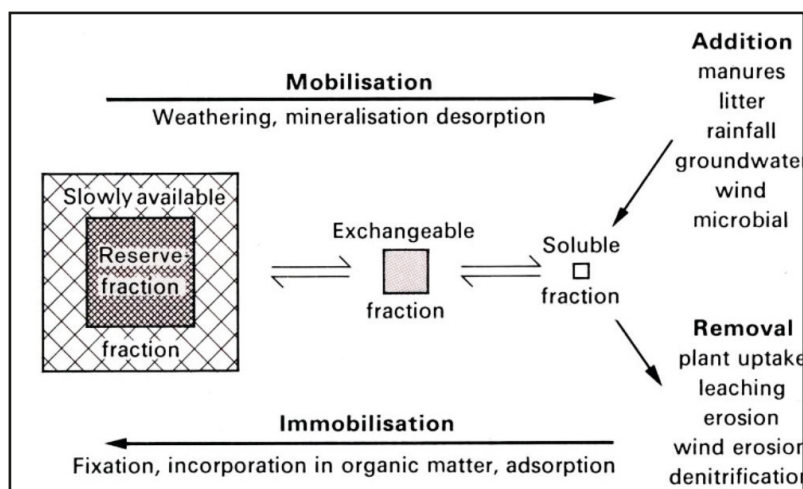 Mobilisation
Weathering, mineralisation desorption
Addition
manures
litter
rainfall
groundwater
wind
microbial
Slowly available
Reserve-
fraction
fraction
Exchangeable
fraction
Soluble
fraction
Removal
plant uptake
leaching
erosion
wind erosion
denitrification
Immobilisation
Fixation, incorporation in organic matter, adsorption